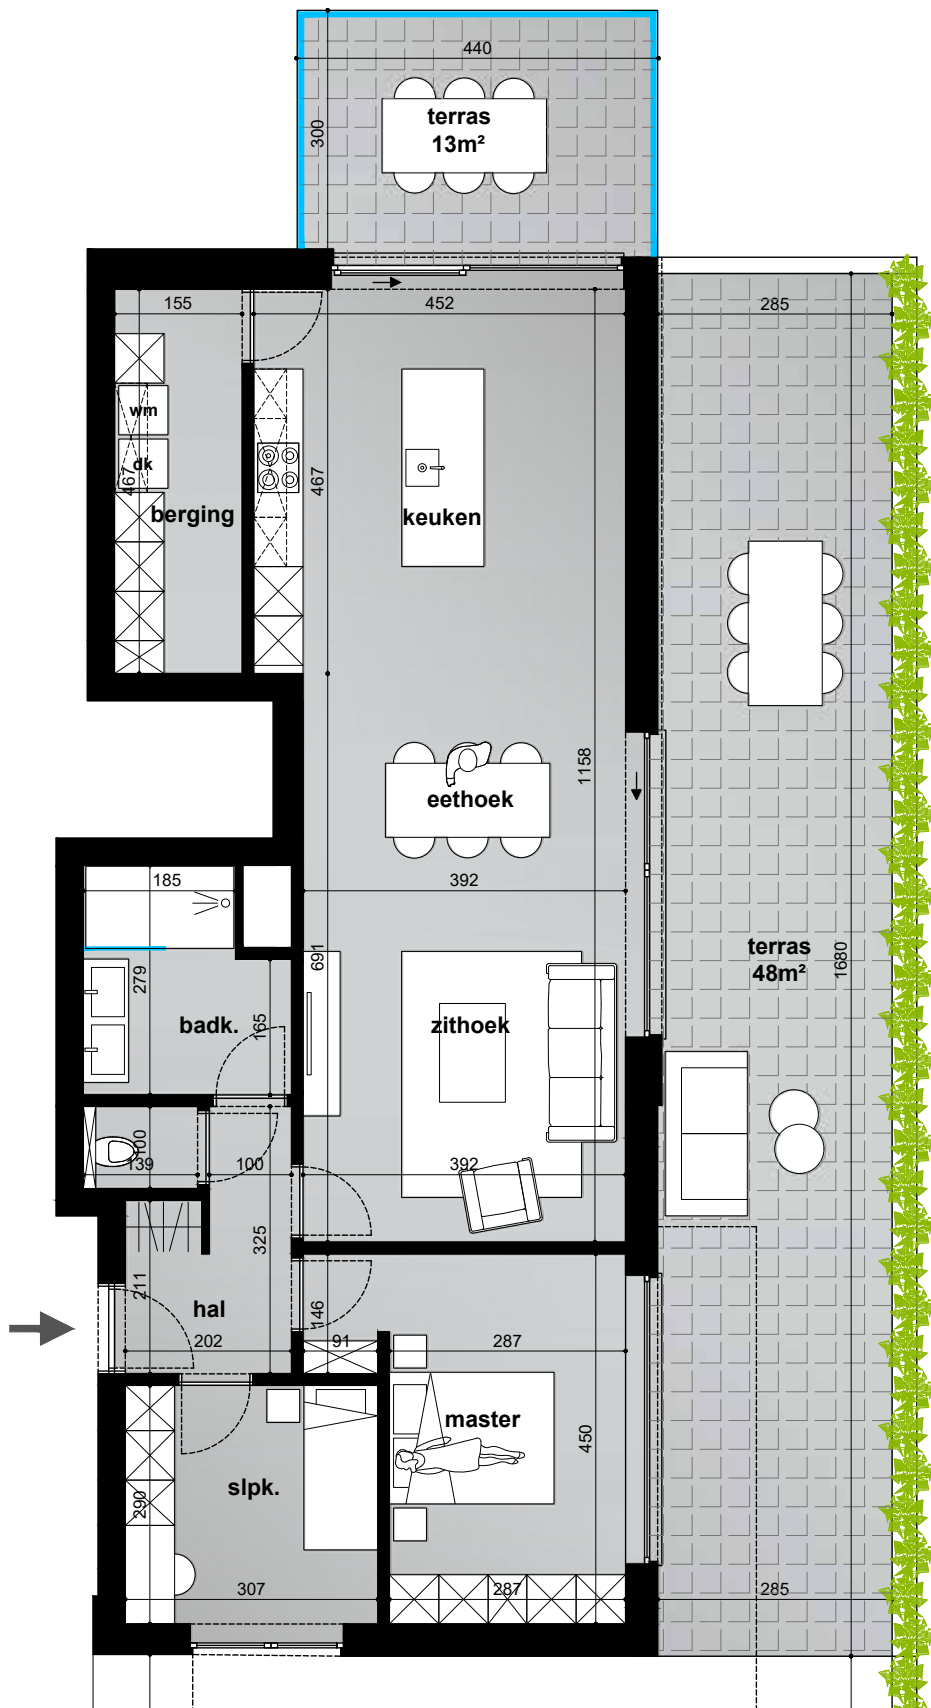 440
terras
13m²
300
155
452
285
wm
dk
467
467
berging
keuken
1158
eethoek
185
392
terras
48m²
1680
691
279
165
badk.
zithoek
100
139
100
392
325
211
146
hal
202
91
287
master
450
slpk.
290
307
287
285